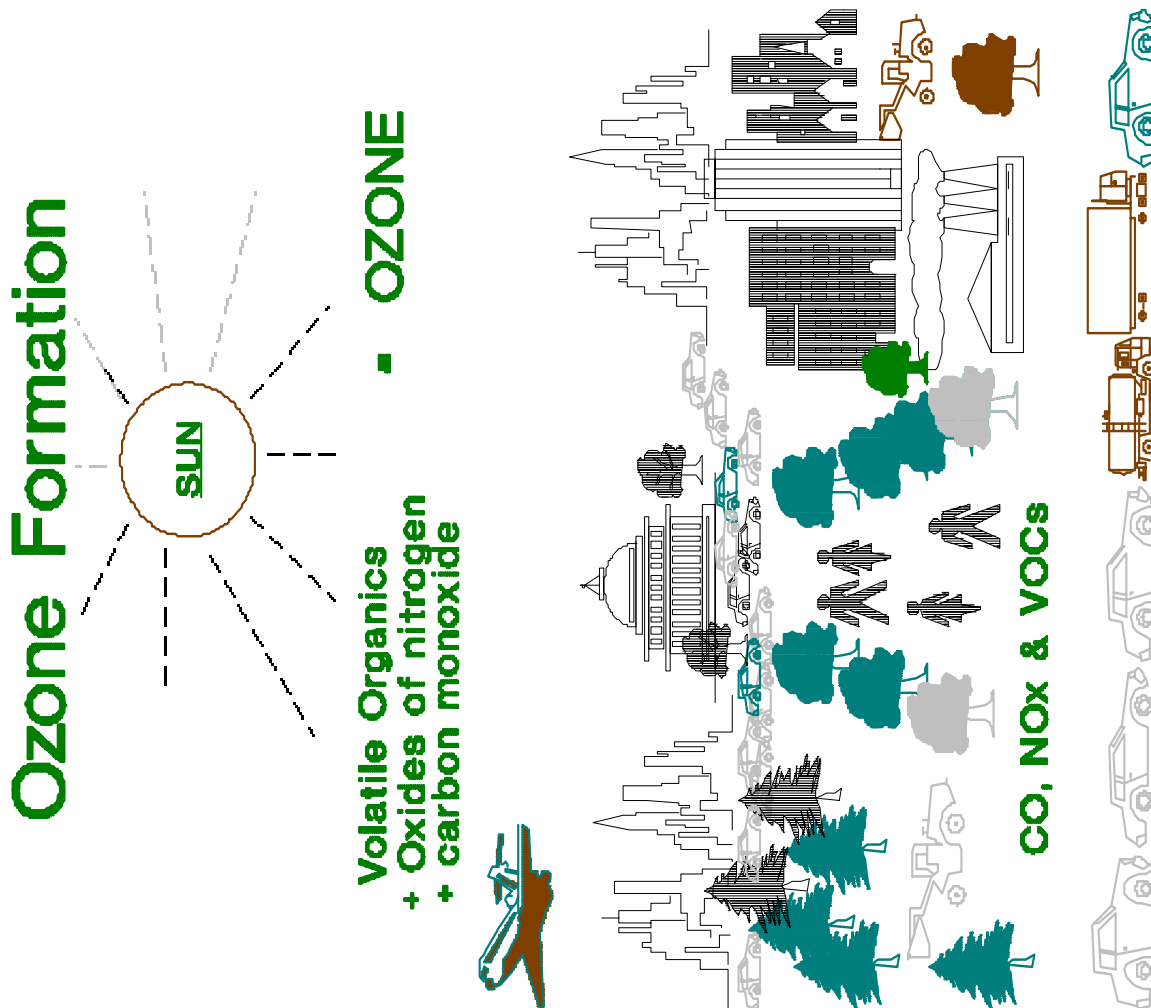 Ozone Formation
SUN
Volatile Organics
+ Oxides of nitrogen = OZONE
+ carbon monoxide
CO, NOx & VOCs